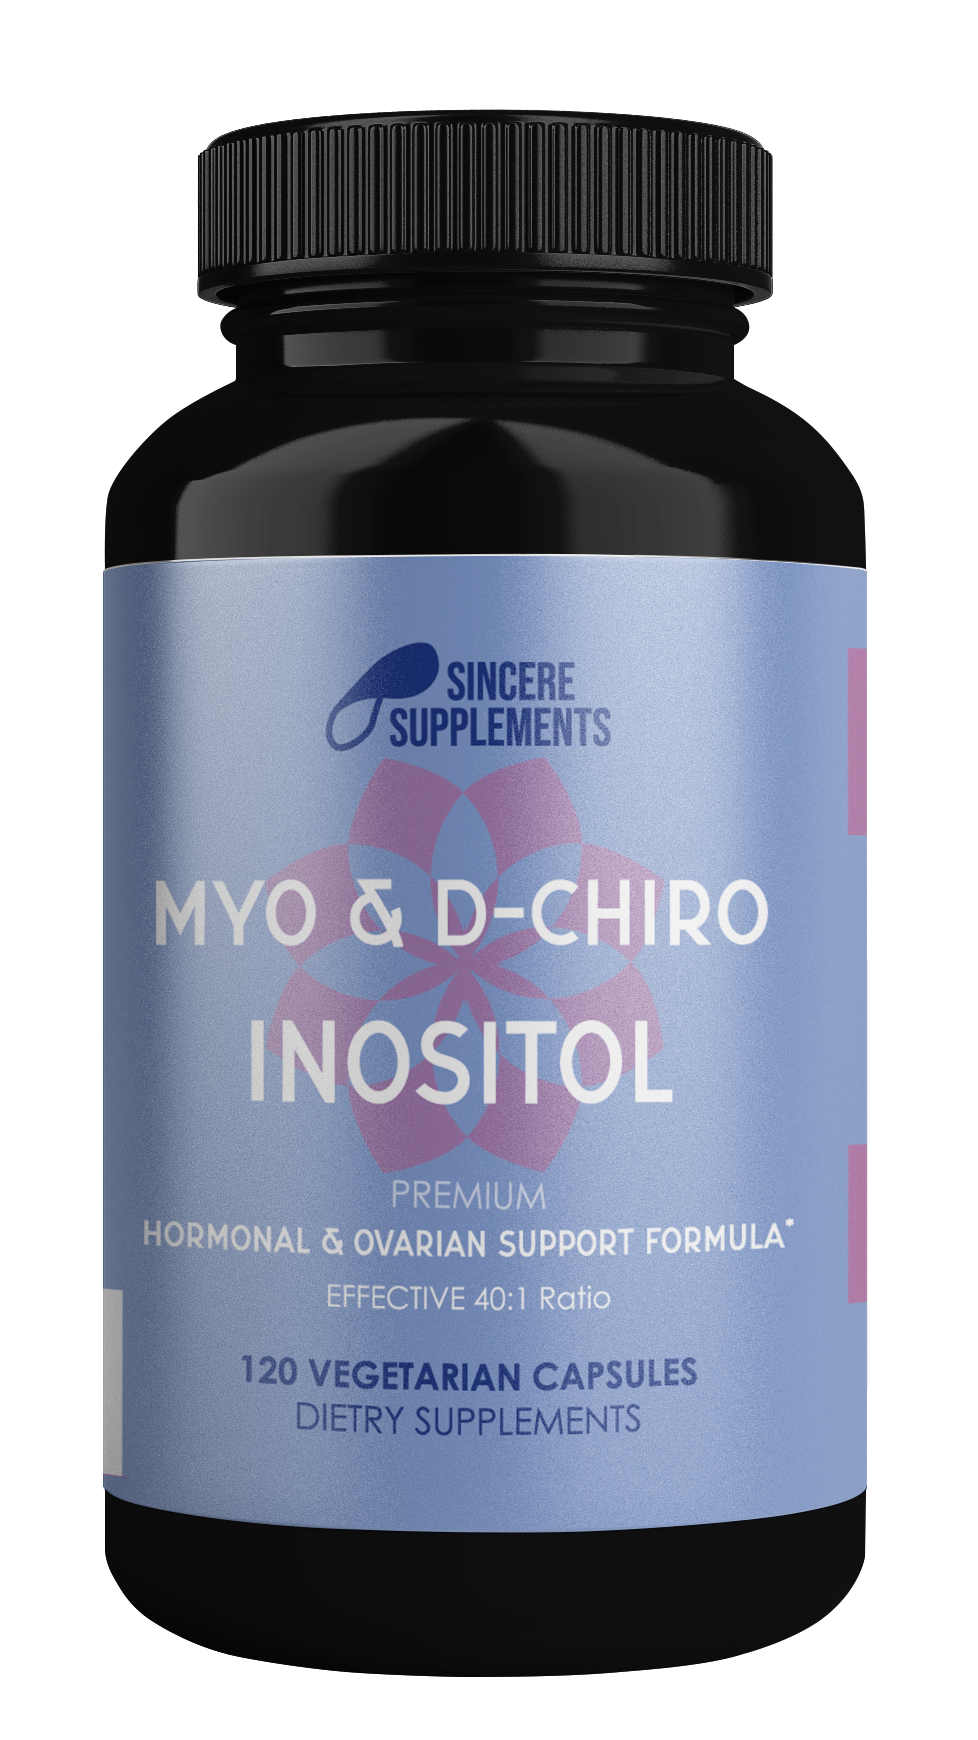 SINCERE
SUPPLEMENTS
MYO & D-CHIRO
INOSITOL
PREMIUM
HORMONAL & OVARIAN SUPPORT FORMULA*
EFFECTIVE 40:1 Ratio
120 VEGETARIAN CAPSULES
DIETRY SUPPLEMENTS